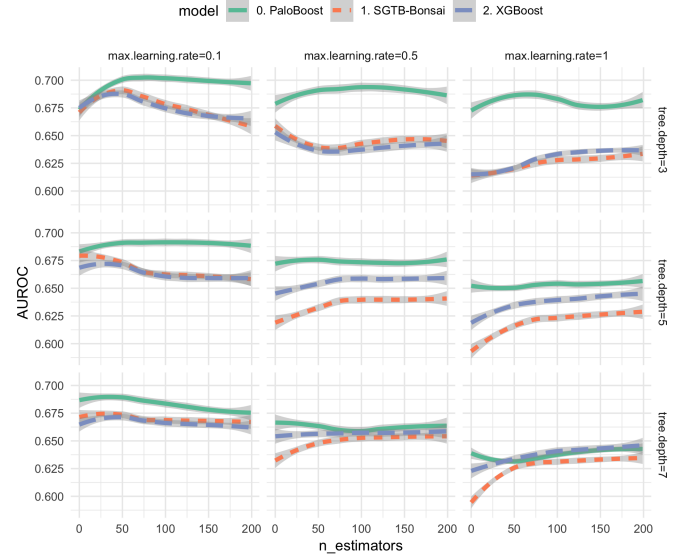 model 0. PaloBoost 1. SGTB-Bonsai 2. XGBoost
max.learning.rate=0.1 max.learning.rate=0.5 max.learning.rate=1
0.700
0.675
0.650
0.625
0.600
tree.depth=3
0.700
0.675
0.650
0.625
0.600
tree.depth=5
AUROC
0.700
0.675
0.650
0.625
0.600
tree.depth=7
0 50 100 150 200 0 50 100 150 200 0 50 100 150 200
n_estimators